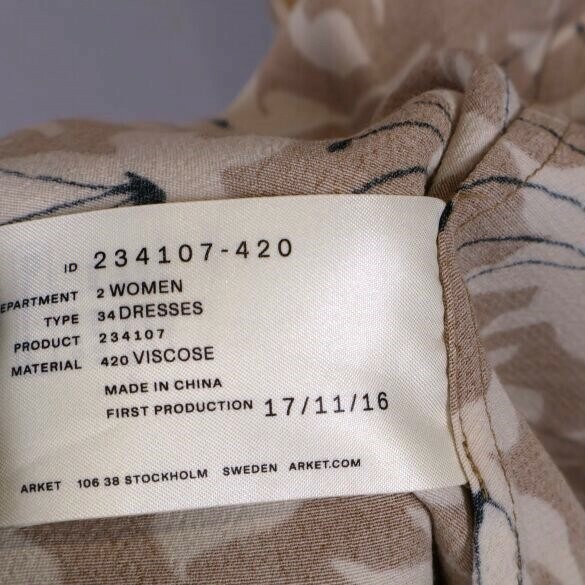 ID 234107-420
EPARTMENT 2 WOMEN
TYPE 34 DRESSES
PRODUCT 234107
MATERIAL 420 VISCOSE
MADE IN CHINA
FIRST PRODUCTION 17/11/16
ARKET 106 38 STOCKHOLM SWEDEN ARKET.COM